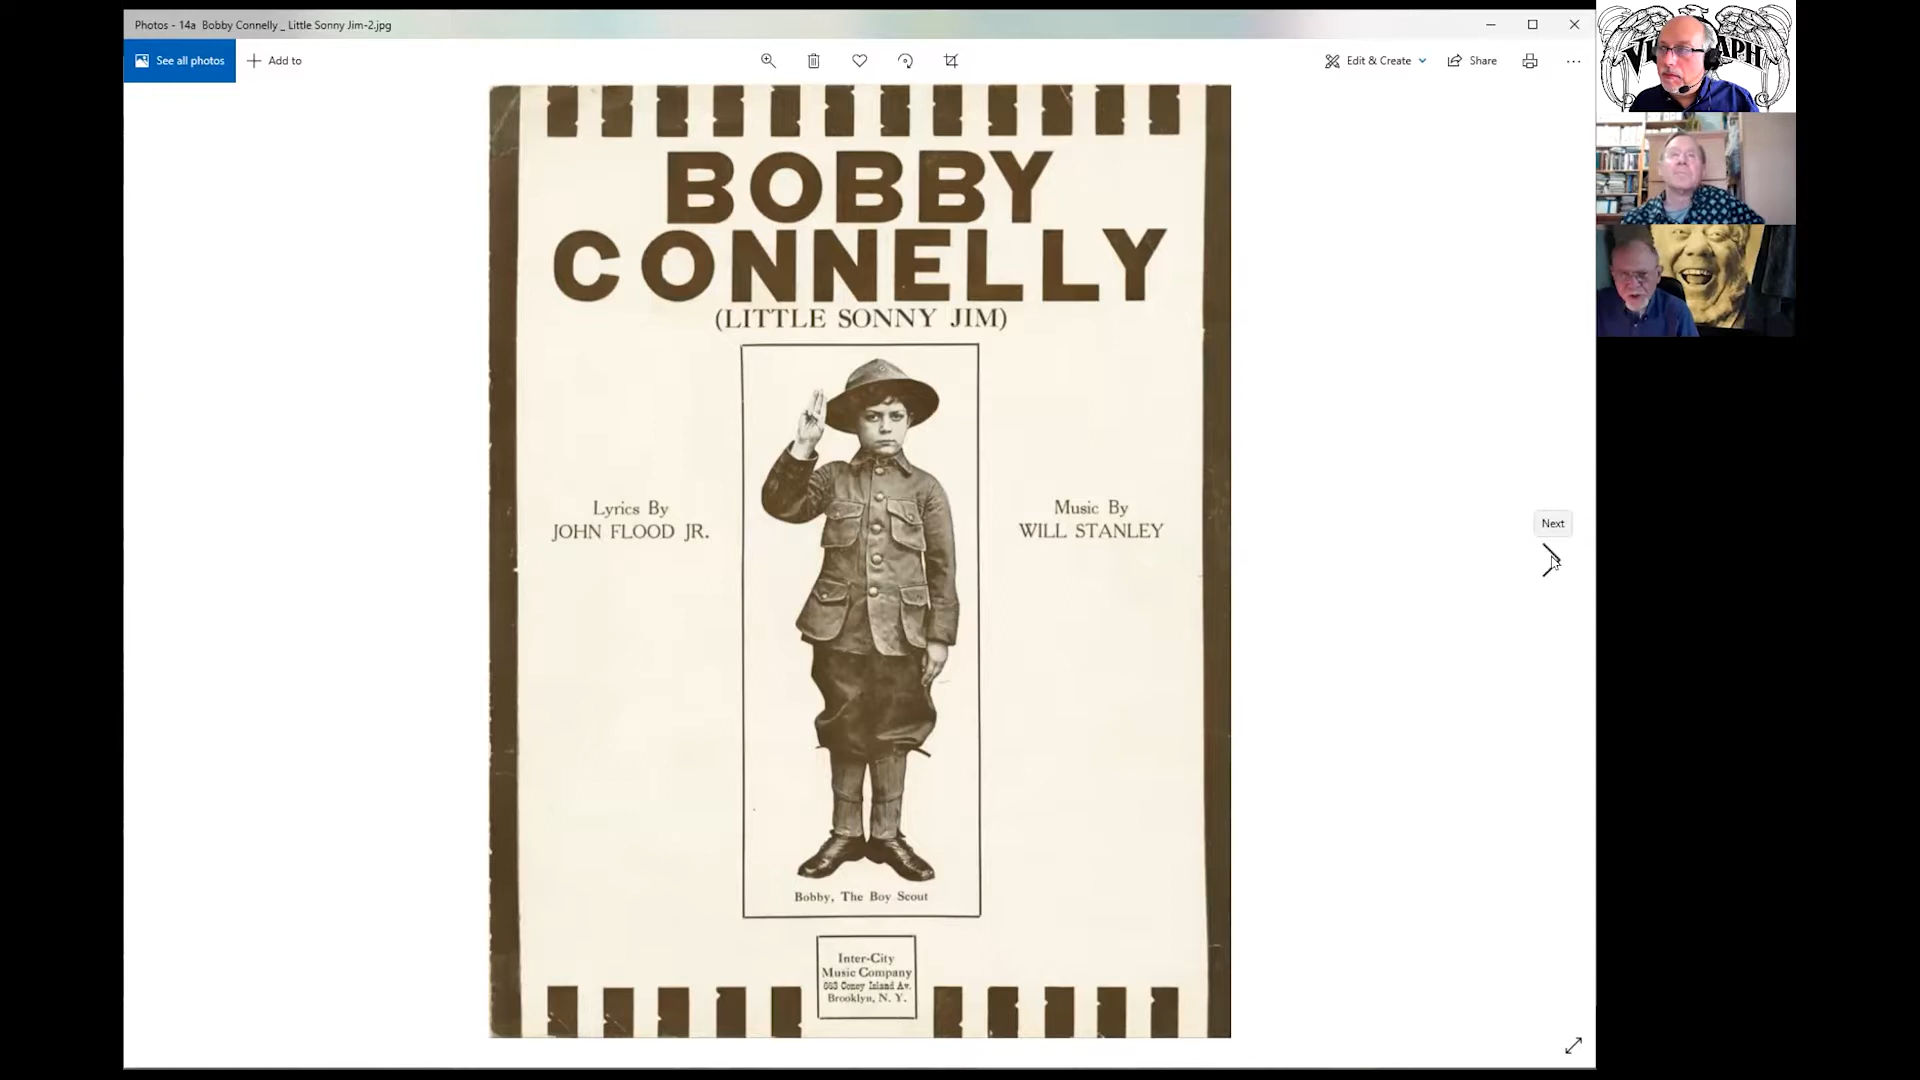 Photos - 14a Bobby Connelly _ Little Sonny Jim-2.jpg
See all photos
Add to
Edit & Create
Share
BOBBY
CONNELLY
(LITTLE SONNY JIM)
Lyrics By
JOHN FLOOD JR.
Music By
WILL STANLEY
Bobby, The Boy Scout
Inter-City
Music Company
663 Coney Island Av.
Brooklyn, N. Y.
Next